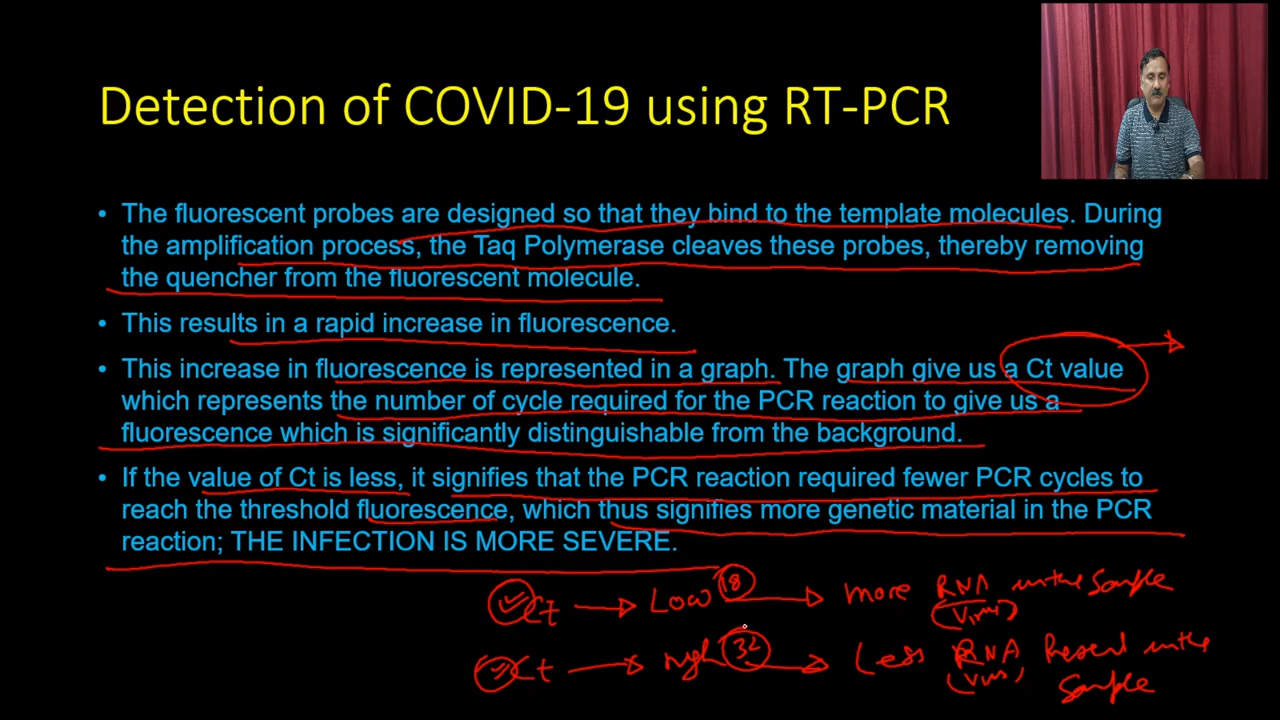 Detection of COVID-19 using RT-PCR
• The fluorescent probes are designed so that they bind to the template molecules. During
the amplification process, the Taq Polymerase cleaves these probes, thereby removing
the quencher from the fluorescent molecule.
• This results in a rapid increase in fluorescence.
• This increase in fluorescence is represented in a graph. The graph give us a Ct value
which represents the number of cycle required for the PCR reaction to give us a
fluorescence which is significantly distinguishable from the background.
• If the value of Ct is less, it signifies that the PCR reaction required fewer PCR cycles to
reach the threshold fluorescence, which thus signifies more genetic material in the PCR
reaction; THE INFECTION IS MORE SEVERE.
Ct → Low 18 → more RNA in the Sample
(Virus)
Ct → high 32 → Less RNA Present in the
(Virus) Sample